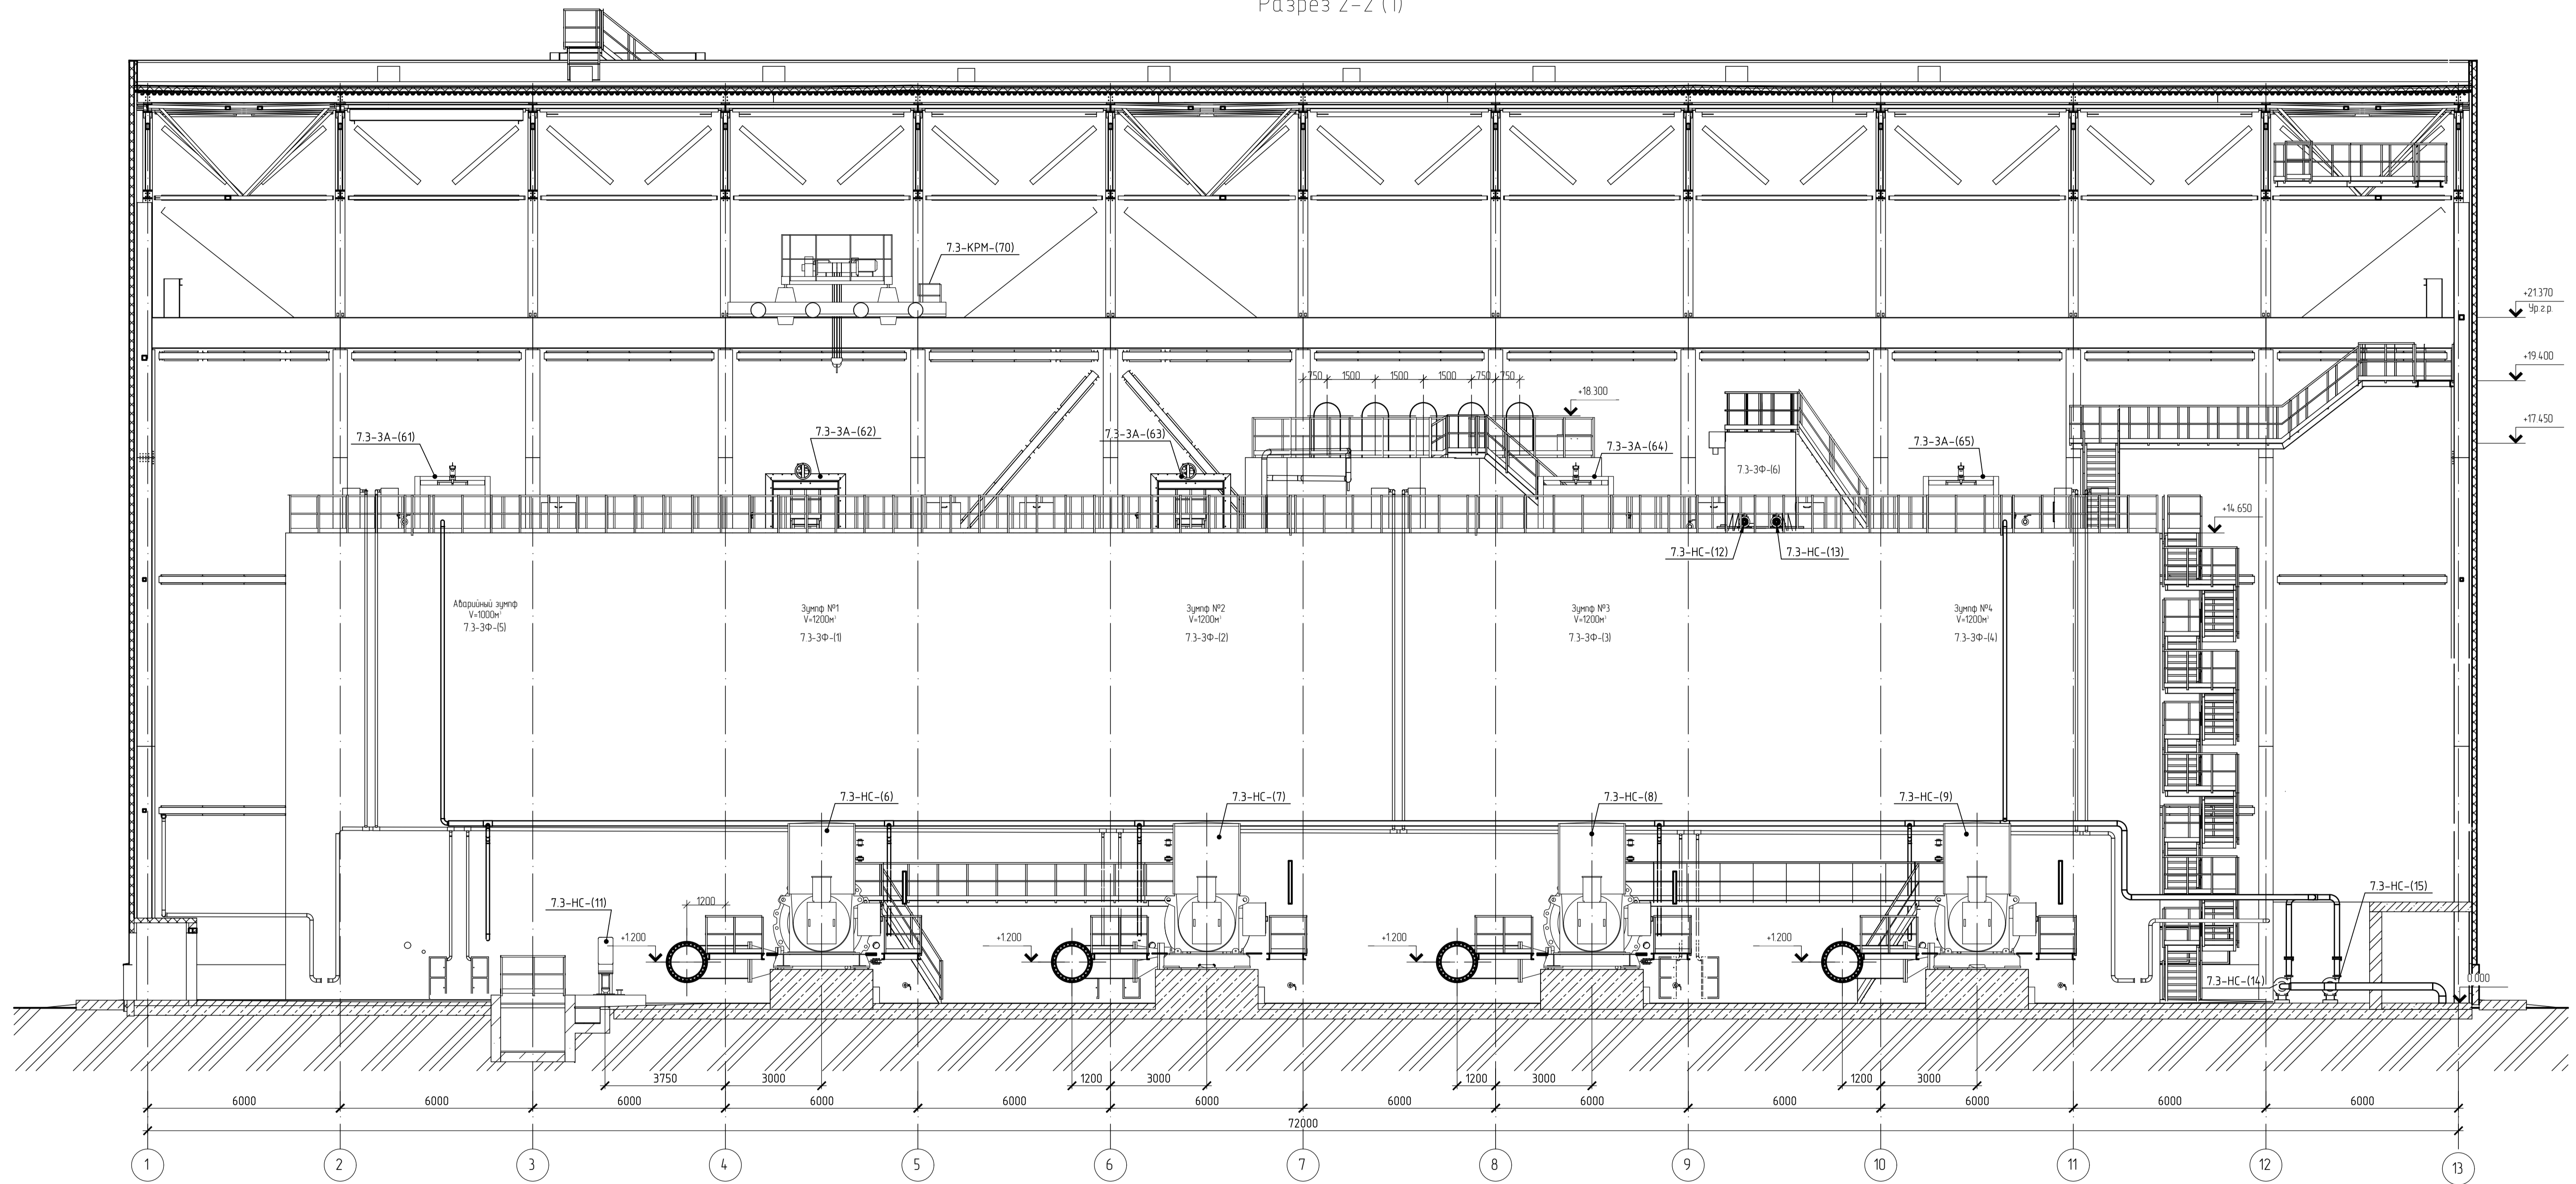 Разрез 2-2 (1)
7.3-КРМ-(70)
+21.370
Ур.г.р.
+19.400
750
1500
1500
1500
750
750
+18.300
+17.450
7.3-ЗА-(61)
7.3-ЗА-(62)
7.3-ЗА-(63)
7.3-ЗА-(64)
7.3-ЗА-(65)
7.3-ЗФ-(6)
+14.650
7.3-НС-(12)
7.3-НС-(13)
Аварийный зумпф
V=1000м³
7.3-ЗФ-(5)
Зумпф №1
V=1200м³
7.3-ЗФ-(1)
Зумпф №2
V=1200м³
7.3-ЗФ-(2)
Зумпф №3
V=1200м³
7.3-ЗФ-(3)
Зумпф №4
V=1200м³
7.3-ЗФ-(4)
7.3-НС-(6)
7.3-НС-(7)
7.3-НС-(8)
7.3-НС-(9)
7.3-НС-(11)
1200
7.3-НС-(15)
+1.200
+1.200
+1.200
+1.200
7.3-НС-(14)
0.000
3750
3000
1200
3000
1200
3000
1200
3000
6000
6000
6000
6000
6000
6000
6000
6000
6000
6000
6000
6000
72000
1
2
3
4
5
6
7
8
9
10
11
12
13